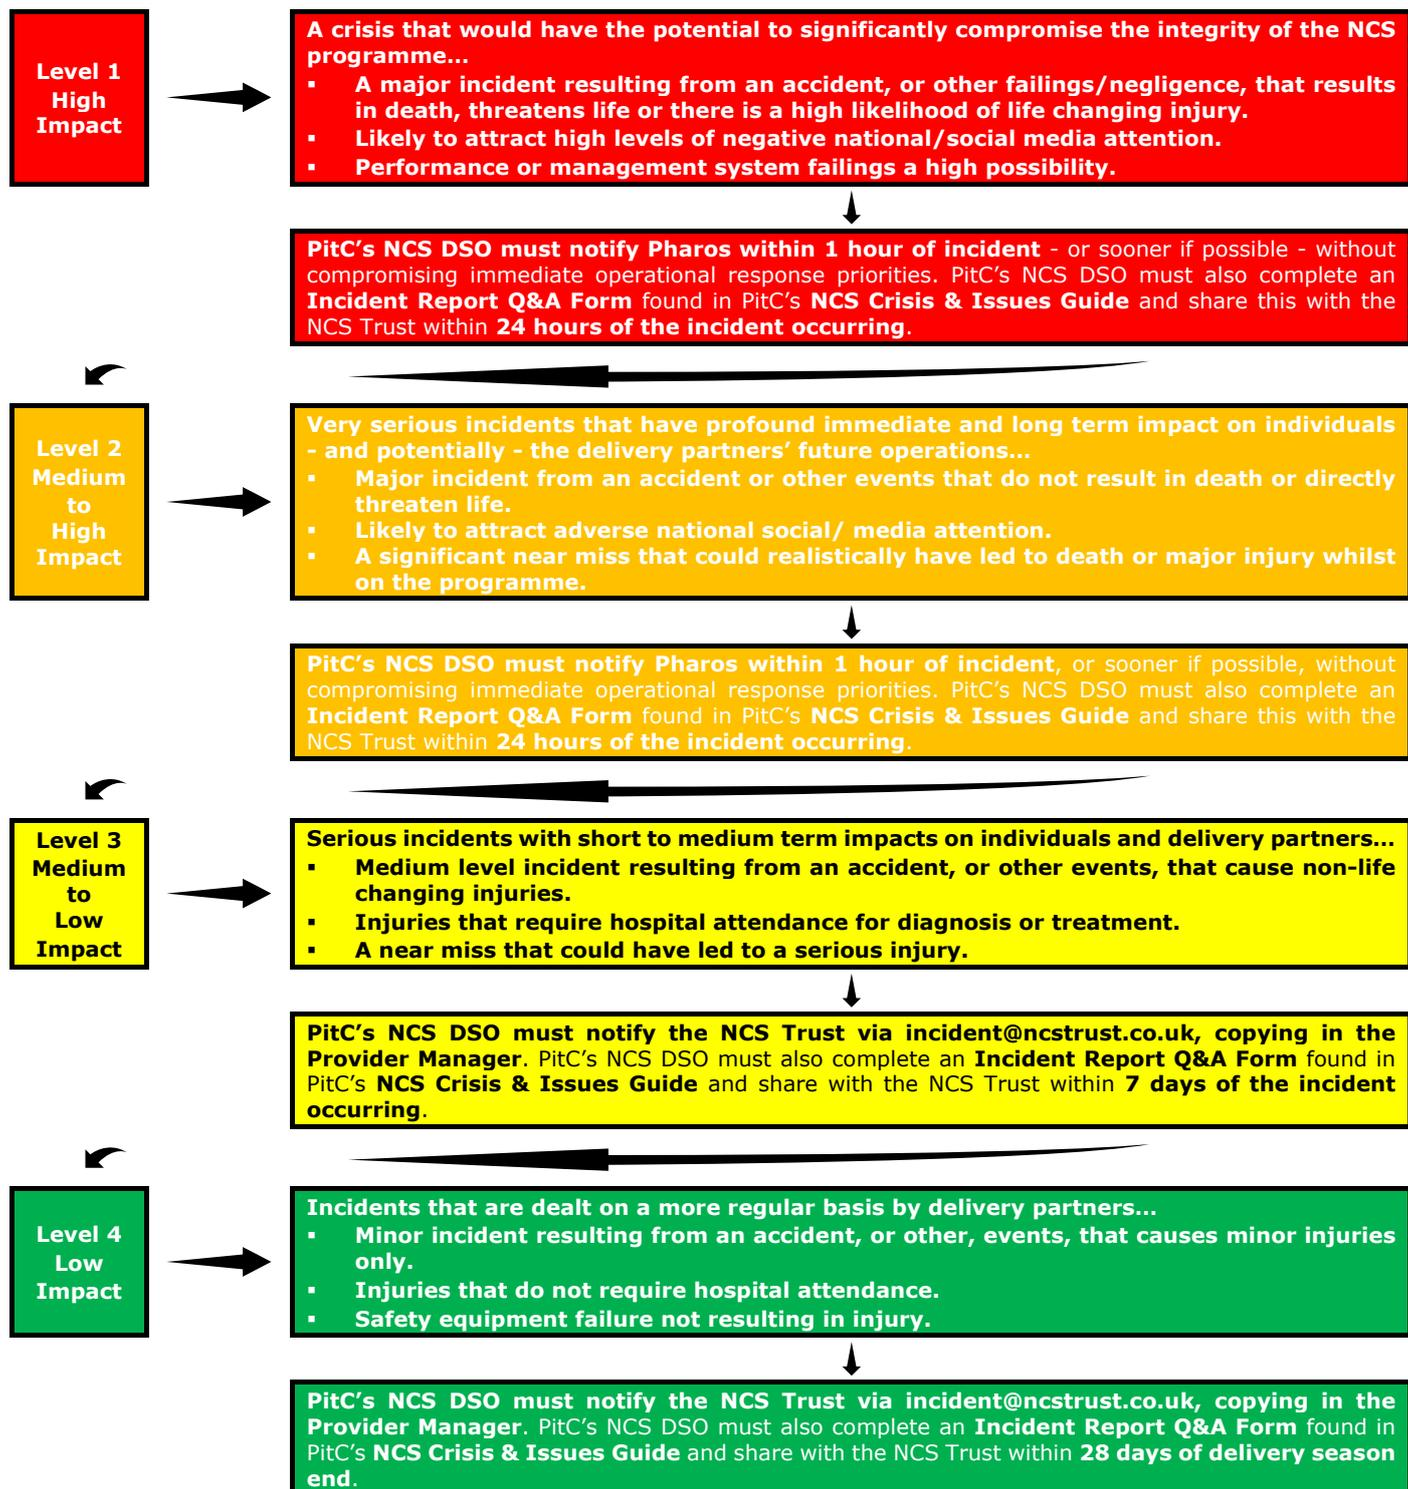 Level 1
High
Impact
A crisis that would have the potential to significantly compromise the integrity of the NCS
programme...
▪ A major incident resulting from an accident, or other failings/negligence, that results
in death, threatens life or there is a high likelihood of life changing injury.
▪ Likely to attract high levels of negative national/social media attention.
▪ Performance or management system failings a high possibility.
PitC’s NCS DSO must notify Pharos within 1 hour of incident - or sooner if possible - without
compromising immediate operational response priorities. PitC’s NCS DSO must also complete an
Incident Report Q&A Form found in PitC’s NCS Crisis & Issues Guide and share this with the
NCS Trust within 24 hours of the incident occurring.
Level 2
Medium
to
High
Impact
Very serious incidents that have profound immediate and long term impact on individuals
- and potentially - the delivery partners’ future operations…
▪ Major incident from an accident or other events that do not result in death or directly
threaten life.
▪ Likely to attract adverse national social/ media attention.
▪ A significant near miss that could realistically have led to death or major injury whilst
on the programme.
PitC’s NCS DSO must notify Pharos within 1 hour of incident, or sooner if possible, without
compromising immediate operational response priorities. PitC’s NCS DSO must also complete an
Incident Report Q&A Form found in PitC’s NCS Crisis & Issues Guide and share this with the
NCS Trust within 24 hours of the incident occurring.
Level 3
Medium
to
Low
Impact
Serious incidents with short to medium term impacts on individuals and delivery partners…
▪ Medium level incident resulting from an accident, or other events, that cause non-life
changing injuries.
▪ Injuries that require hospital attendance for diagnosis or treatment.
▪ A near miss that could have led to a serious injury.
PitC’s NCS DSO must notify the NCS Trust via incident@ncstrust.co.uk, copying in the
Provider Manager. PitC’s NCS DSO must also complete an Incident Report Q&A Form found in
PitC’s NCS Crisis & Issues Guide and share with the NCS Trust within 7 days of the incident
occurring.
Level 4
Low
Impact
Incidents that are dealt on a more regular basis by delivery partners…
▪ Minor incident resulting from an accident, or other, events, that causes minor injuries
only.
▪ Injuries that do not require hospital attendance.
▪ Safety equipment failure not resulting in injury.
PitC’s NCS DSO must notify the NCS Trust via incident@ncstrust.co.uk, copying in the
Provider Manager. PitC’s NCS DSO must also complete an Incident Report Q&A Form found in
PitC’s NCS Crisis & Issues Guide and share with the NCS Trust within 28 days of delivery season
end.